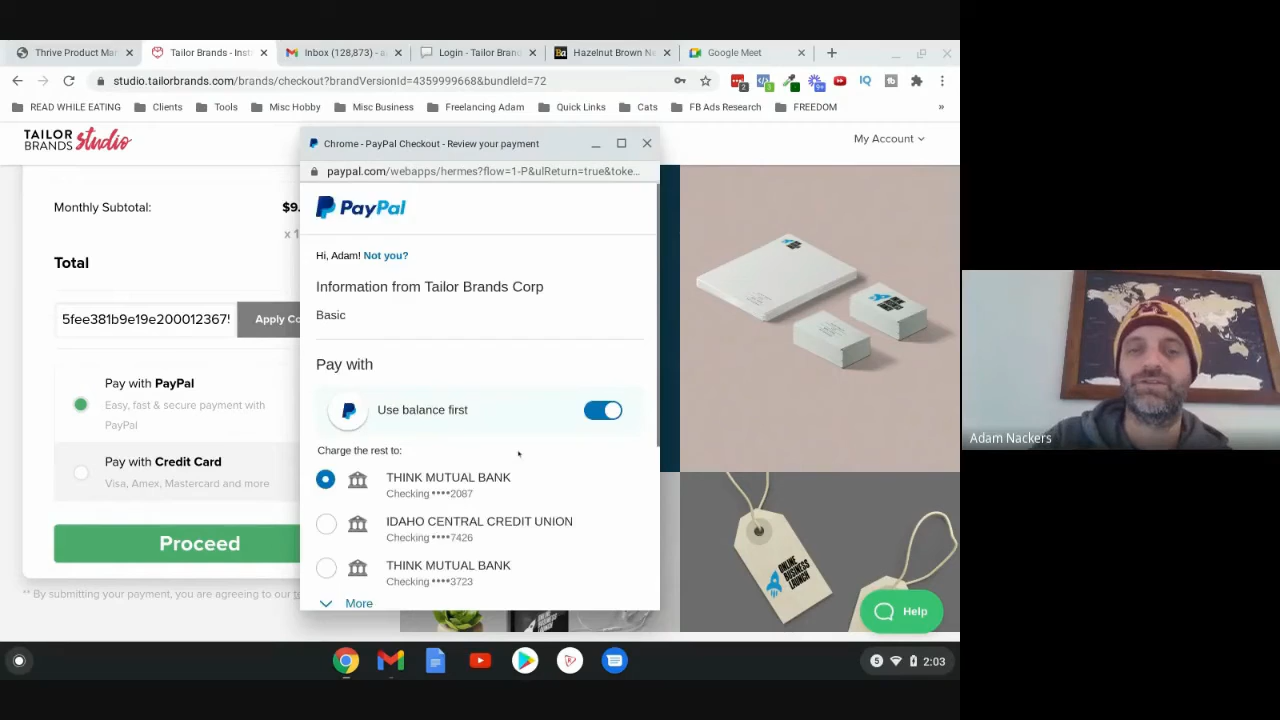 Thrive Product Mar
Tailor Brands - Inst
Inbox (128,873) - a
Login - Tailor Brand
Hazelnut Brown Ne
Google Meet
studio.tailorbrands.com/brands/checkout?brandVersionId=4359999668&bundleId=72
READ WHILE EATING
Clients
Tools
Misc Hobby
Misc Business
Freelancing Adam
Quick Links
Cats
FB Ads Research
FREEDOM
»
TAILOR BRANDS studio
My Account
Chrome - PayPal Checkout - Review your payment
paypal.com/webapps/hermes?flow=1-P&ulReturn=true&toke...
PayPal
Hi, Adam! Not you?
Information from Tailor Brands Corp
Basic
Pay with
Use balance first
Charge the rest to:
THINK MUTUAL BANK
Checking ••••2087
IDAHO CENTRAL CREDIT UNION
Checking ••••7426
THINK MUTUAL BANK
Checking ••••3723
More
Monthly Subtotal: $9.
x 1
Total
5fee381b9e19e200012367
Apply Co
Pay with PayPal
Easy, fast & secure payment with
PayPal
Pay with Credit Card
Visa, Amex, Mastercard and more
Proceed
** By submitting your payment, you are agreeing to our
ONLINE
BUSINESS
LAUNCH
Help
Adam Nackers
5
2:03